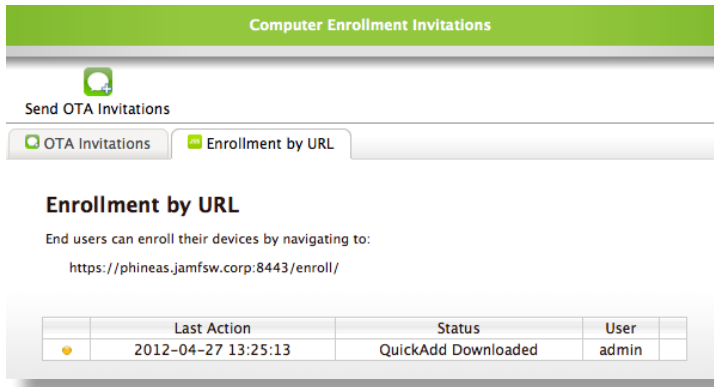 Computer Enrollment Invitations
Send OTA Invitations
OTA Invitations Enrollment by URL
Enrollment by URL
End users can enroll their devices by navigating to:
https://phineas.jamfsw.corp:8443/enroll/
Last Action Status User
2012-04-27 13:25:13 QuickAdd Downloaded admin